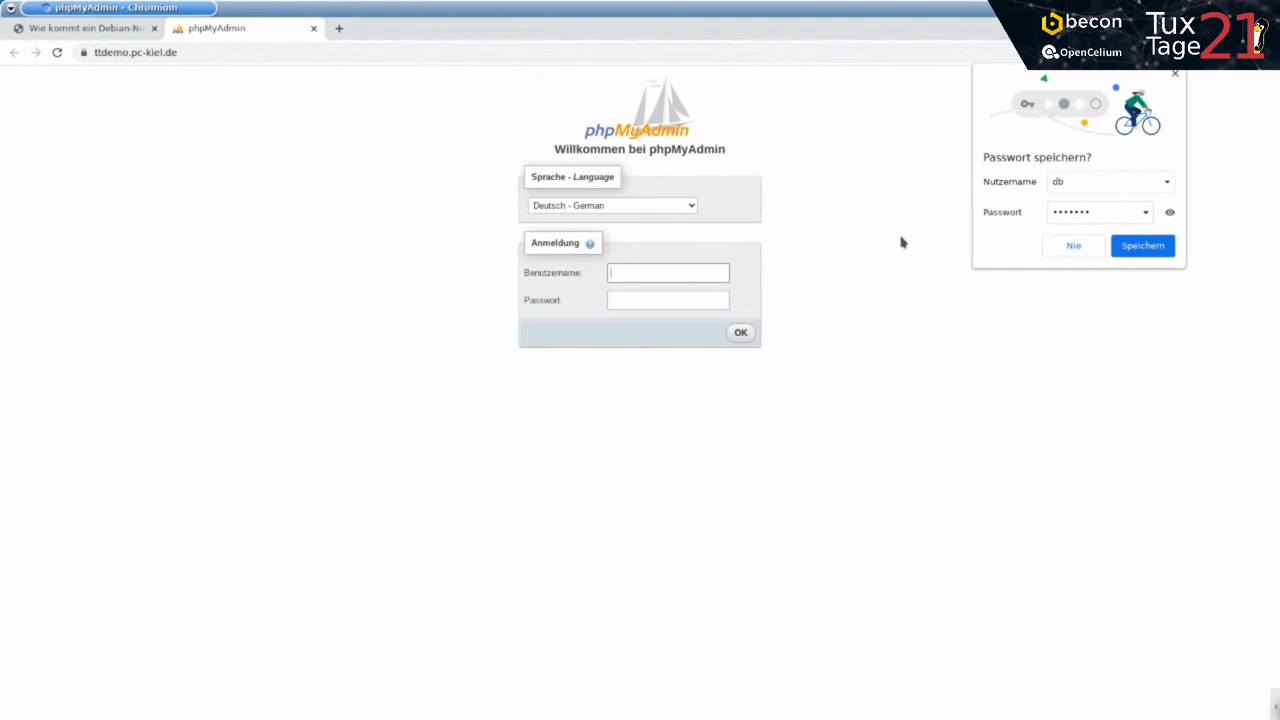 phpMyAdmin - Chromium
Wie kommt ein Debian-Nu
phpMyAdmin
ttdemo.pc-kiel.de
becon
OpenCelium
Tux
Tage
21
phpMyAdmin
Willkommen bei phpMyAdmin
Sprache - Language
Deutsch - German
Anmeldung
Benutzername:
Passwort:
OK
Passwort speichern?
Nutzername
db
Passwort
•••••••
Nie
Speichern